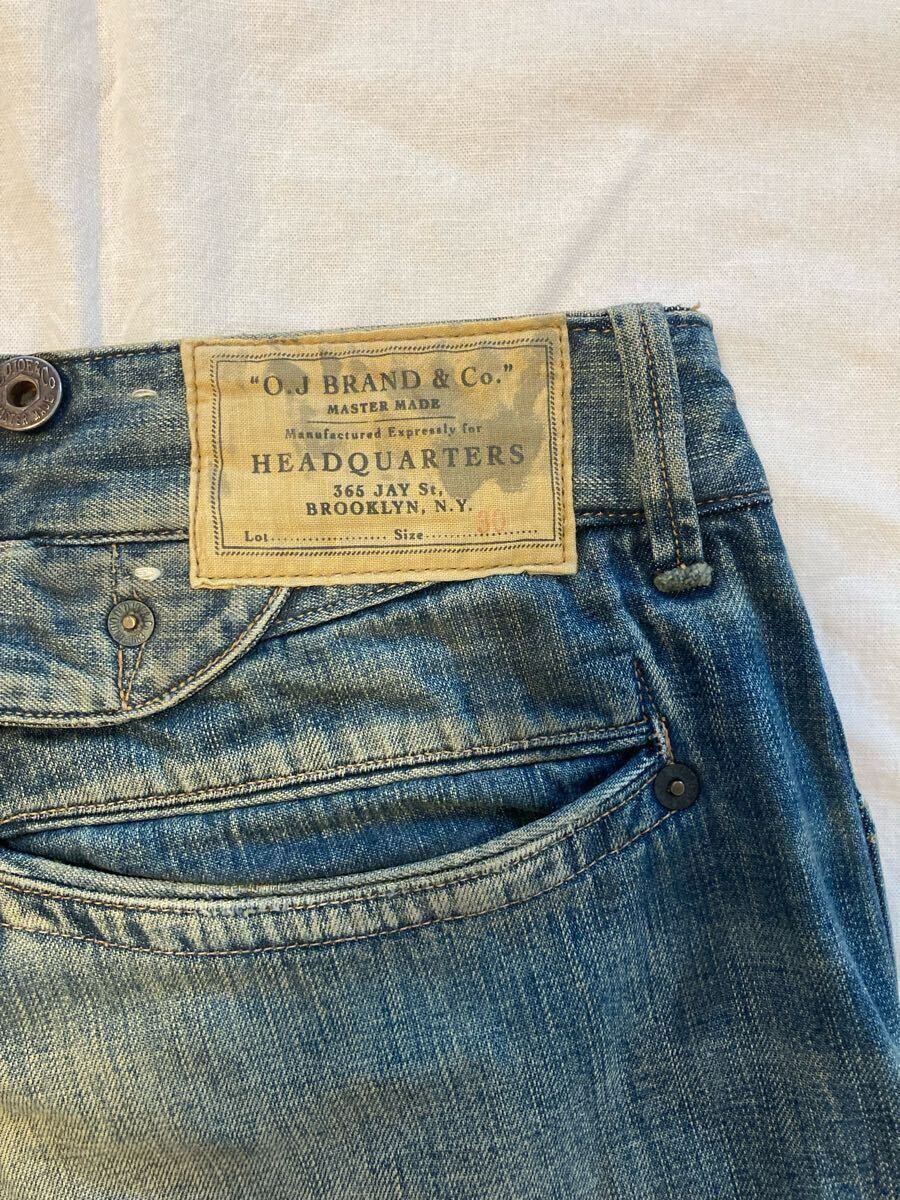 "O.J BRAND & Co."
MASTER MADE
Manufactured Expressly for
HEADQUARTERS
365 JAY St,
BROOKLYN, N.Y.
Lot................... Size....30....